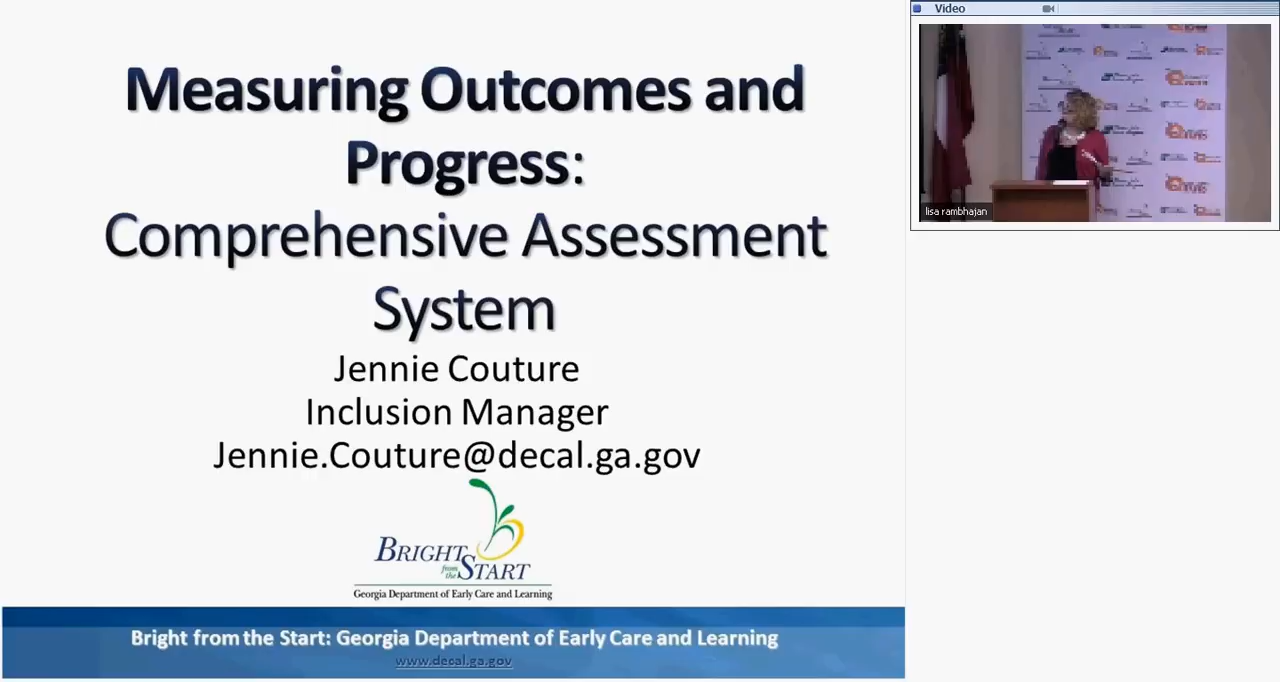 Measuring Outcomes and
Progress:
Comprehensive Assessment
System
Jennie Couture
Inclusion Manager
Jennie.Couture@decal.ga.gov
BRIGHT
from
the START
Georgia Department of Early Care and Learning
Bright from the Start: Georgia Department of Early Care and Learning
www.decal.ga.gov
Video
lisa rambhajan